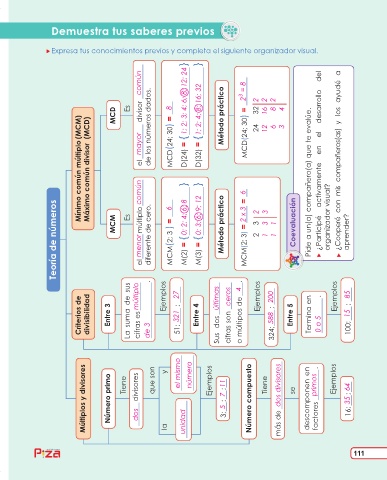 Demuestra tus saberes previos
Expresa tus conocimientos previos y completa el siguiente organizador visual.
Teoría de números
Múltiplos y divisores
Número primo
Tiene
dos divisores
que son
la unidad
y
el mismo
número
Ejemplos
3; 5; 7; 11
Número compuesto
Tiene
más de dos divisores
se
descomponen en
factores primos
Ejemplos
16; 35; 64
Criterios de
divisibilidad
Entre 3
La suma de sus
cifras es múltiplo
de 3
Ejemplos
51; 321; 27
Entre 4
Sus dos últimas
cifras son ceros
o múltiplos de 4
Ejemplos
324; 588; 200
Entre 5
Termina en
0 o 5
Ejemplos
100; 15; 85
Mínimo común múltiplo (MCM)
Máximo común divisor (MCD)
MCM
Es
el menor múltiplo común
diferente de cero.
MCM(2; 3) = 6
M(2) = {0; 2; 4; 6; 8}
M(3) = {0; 3; 6; 9; 12}
Método práctico
MCM(2; 3) = 2 x 3 = 6
2 3 2
MCD
Es
el mayor divisor común
de los números dados.
MCD(24; 30) = 8
D(24) = {1; 2; 3; 4; 6; 8; 12; 24}
D(32) = {1; 2; 4; 8; 16; 32}
Método práctico
MCD(24; 30) = 2³ = 8
24 32 2
12 16 2
6 8 2
3 4
Coevaluación
Pide a un(a) compañero(a) que te evalúe.
¿Participé activamente en el desarrollo del
organizador visual?
¿Cooperé con mis compañeros(as) y los ayudé a
aprender?
Pizá
111